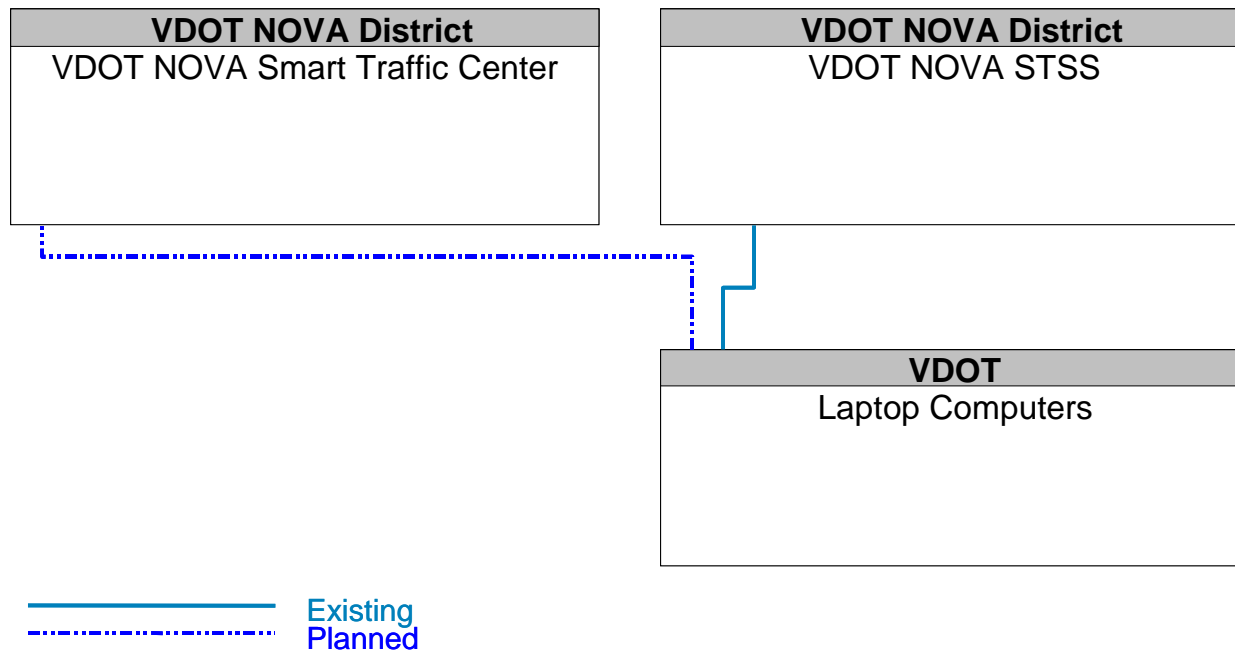 VDOT NOVA District
VDOT NOVA Smart Traffic Center
VDOT NOVA District
VDOT NOVA STSS
VDOT
Laptop Computers
Existing
Planned